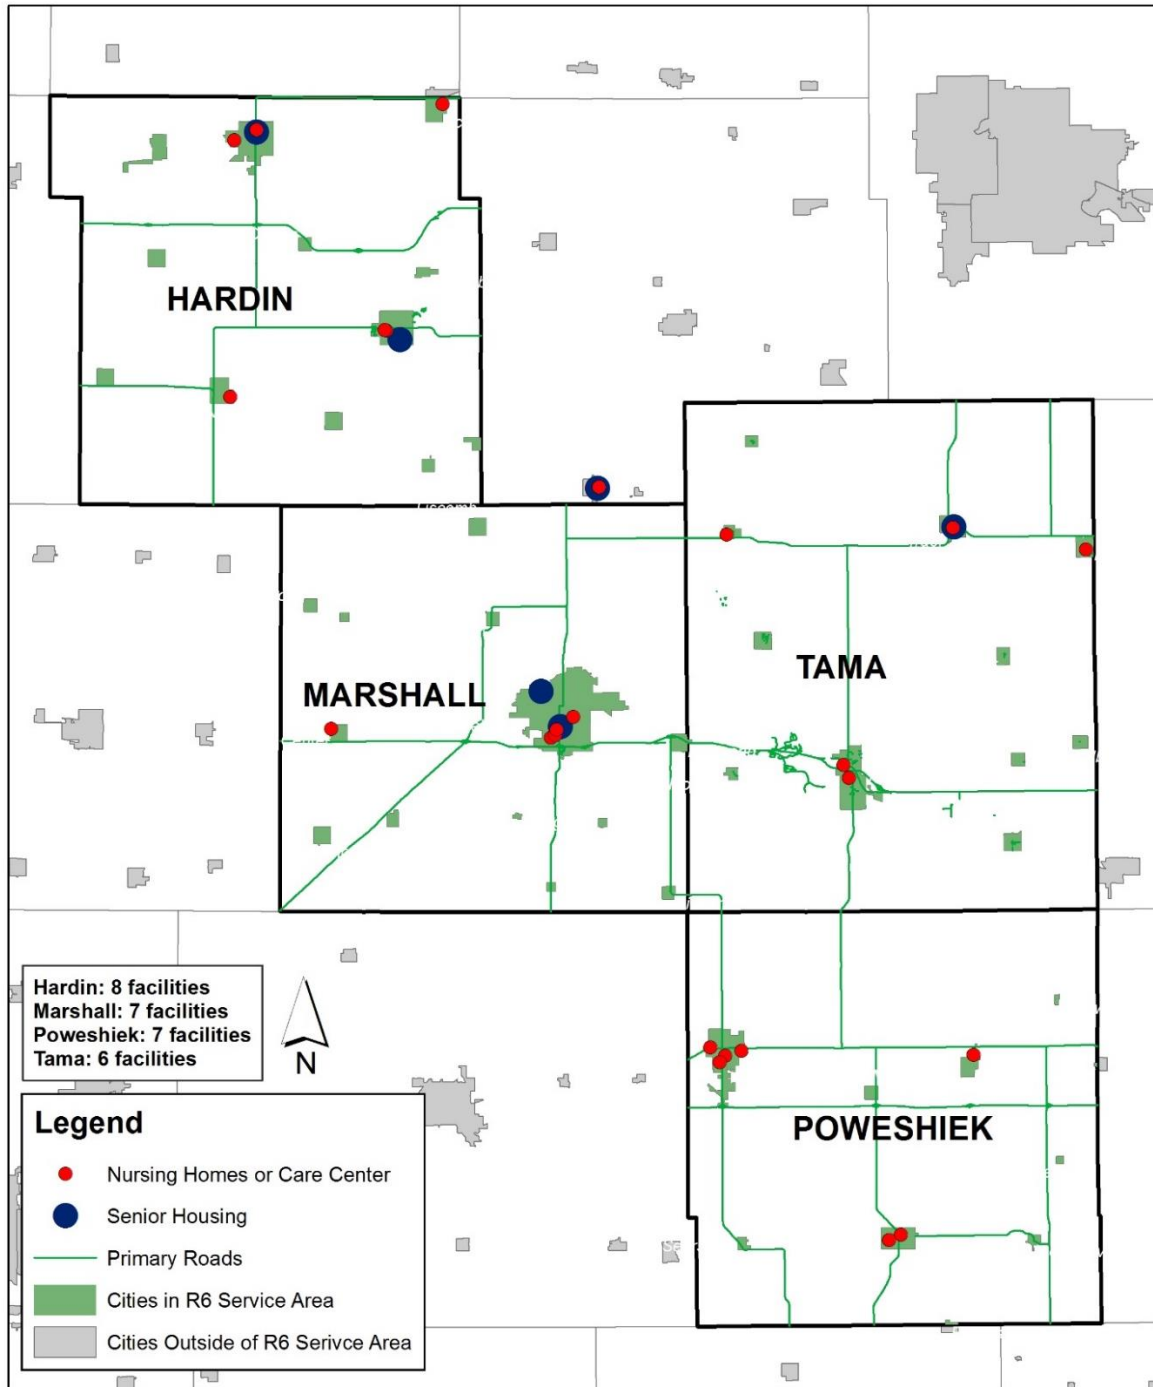 HARDIN
TAMA
MARSHALL
Hardin: 8 facilities
Marshall: 7 facilities
Poweshiek: 7 facilities
Tama: 6 facilities
N
POWESHIEK
Legend
Nursing Homes or Care Center
Senior Housing
Primary Roads
Cities in R6 Service Area
Cities Outside of R6 Serivce Area